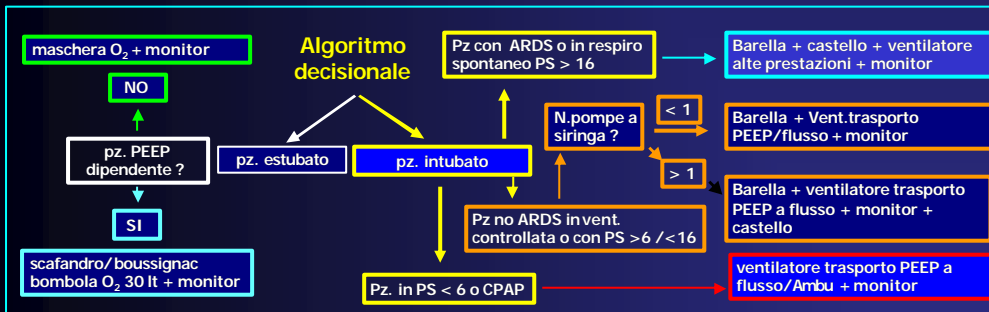 Algoritmo
decisionale
maschera O₂ + monitor
NO
pz. PEEP
dipendente ?
SI
scafandro/boussignac
bombola O₂ 30 lt + monitor
pz. estubato
pz. intubato
Pz con ARDS o in respiro
spontaneo PS > 16
Barella + castello + ventilatore
alte prestazioni + monitor
N.pompe a
siringa ?
< 1
Barella + Vent.trasporto
PEEP/flusso + monitor
> 1
Barella + ventilatore trasporto
PEEP a flusso + monitor +
castello
Pz no ARDS in vent.
controllata o con PS >6 /<16
Pz. in PS < 6 o CPAP
ventilatore trasporto PEEP a
flusso/Ambu + monitor